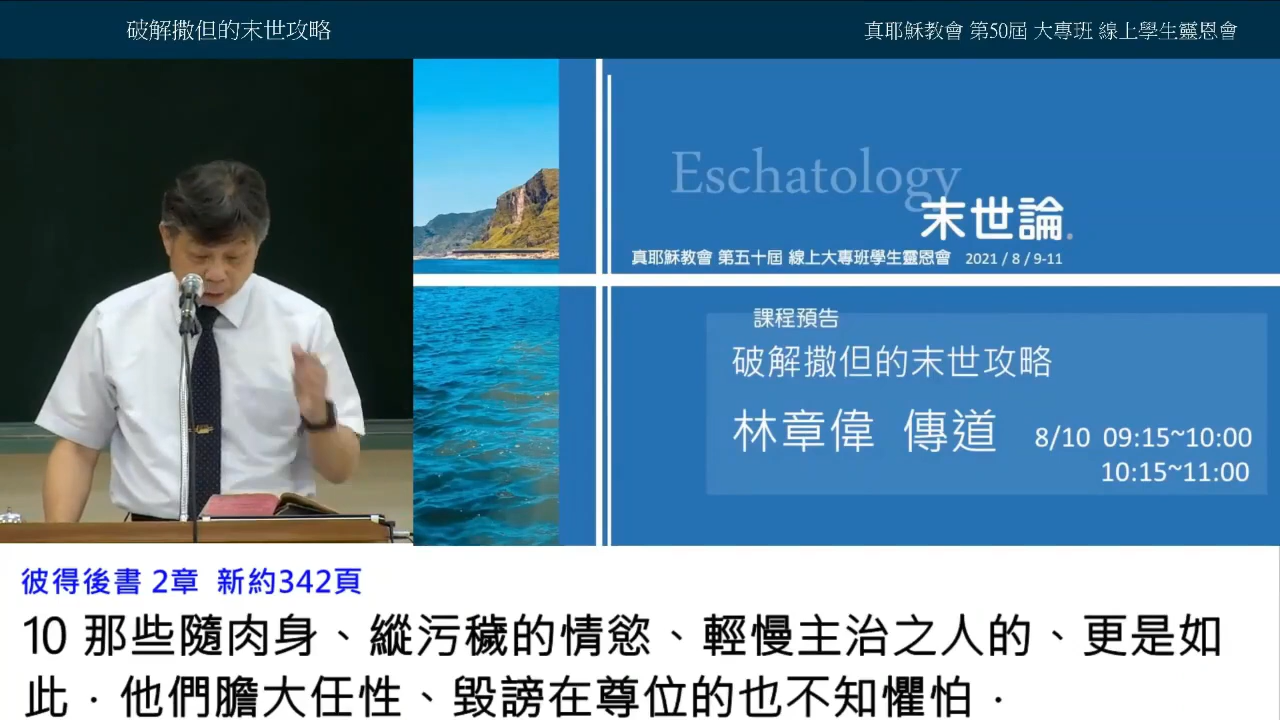 破解撒但的末世攻略
真耶穌教會 第50屆 大專班 線上學生靈恩會
Eschatology
末世論.
真耶穌教會 第五十屆 線上大專班學生靈恩會 2021 / 8 / 9-11
課程預告
破解撒但的末世攻略
林章偉 傳道 8/10 09:15~10:00
10:15~11:00
彼得後書 2章 新約342頁
10 那些隨肉身、縱污穢的情慾、輕慢主治之人的、更是如
此．他們膽大任性、毀謗在尊位的也不知懼怕．